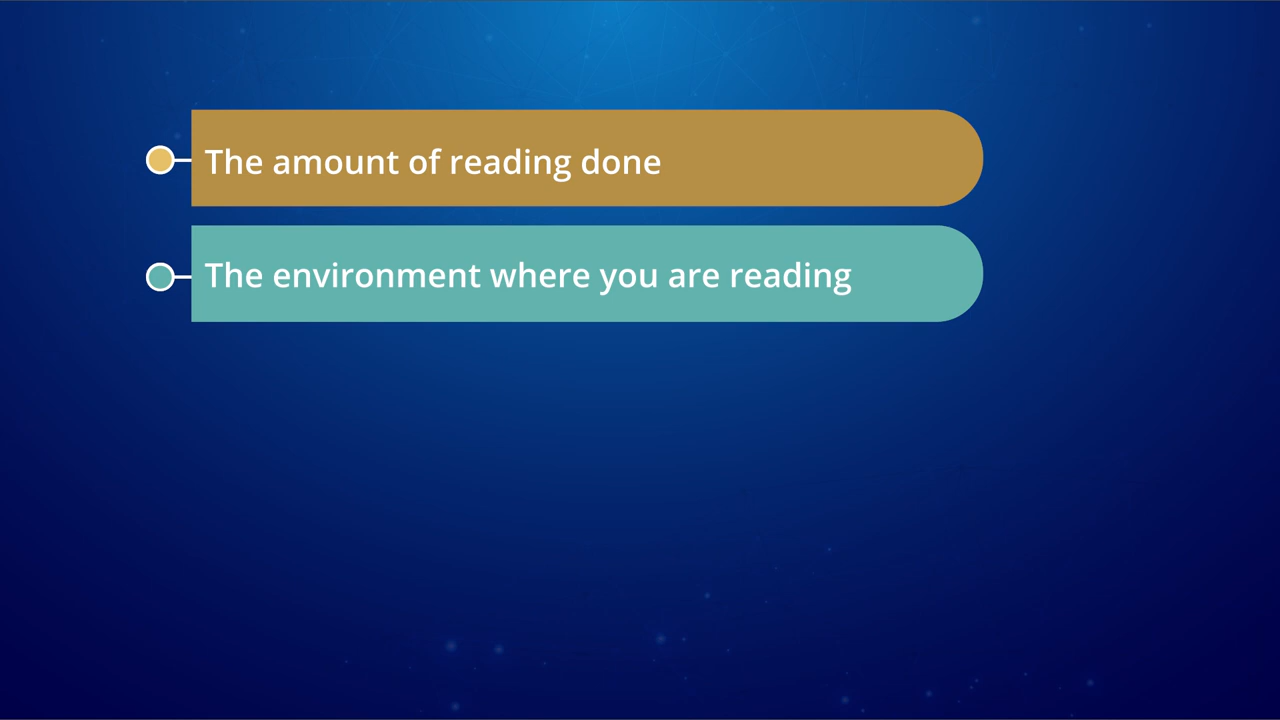 The amount of reading done
The environment where you are reading